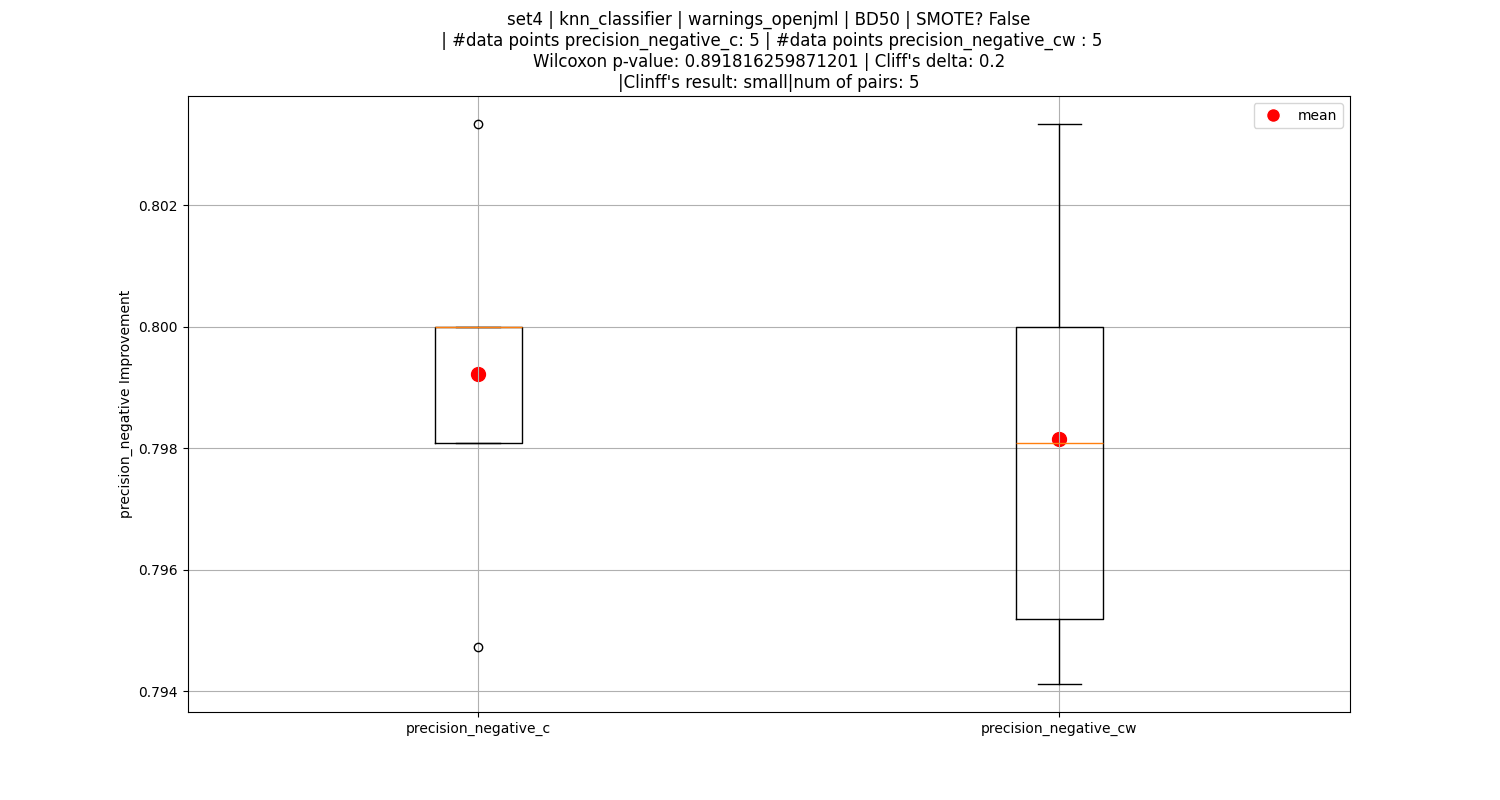 set4 | knn_classifier | warnings_openjml | BD50 | SMOTE? False
| #data points precision_negative_c: 5 | #data points precision_negative_cw : 5
Wilcoxon p-value: 0.891816259871201 | Cliff's delta: 0.2
|Clinff's result: small|num of pairs: 5
mean
precision_negative Improvement
0.802
0.800
0.798
0.796
0.794
precision_negative_c
precision_negative_cw